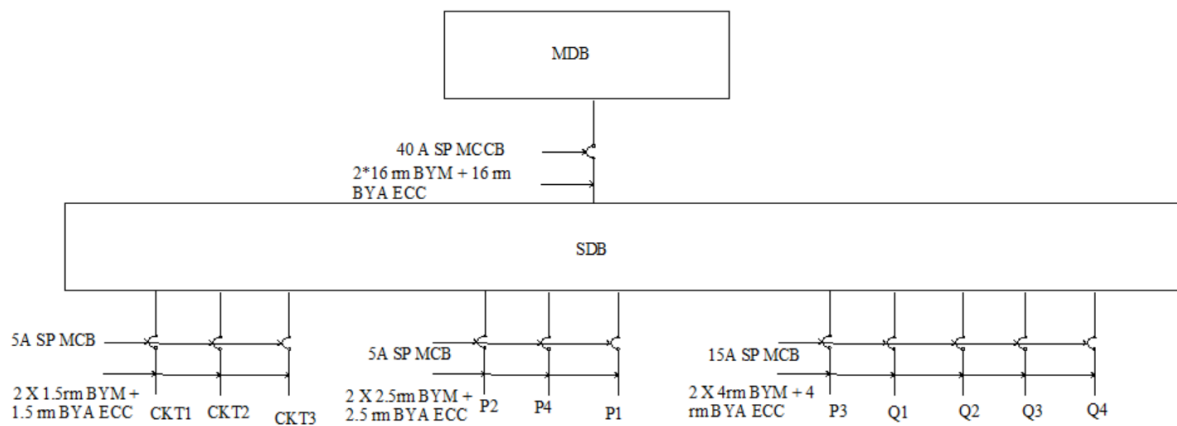 MDB
40 A SP MCCB
2*16 rm BYM + 16 rm
BYA ECC
SDB
5A SP MCB
2 X 1.5rm BYM +
1.5 rm BYA ECC
CKT1
CKT2
CKT3
5A SP MCB
2 X 2.5rm BYM +
2.5 rm BYA ECC
P2
P4
P1
15A SP MCB
2 X 4rm BYM + 4
rm BYA ECC
P3
Q1
Q2
Q3
Q4